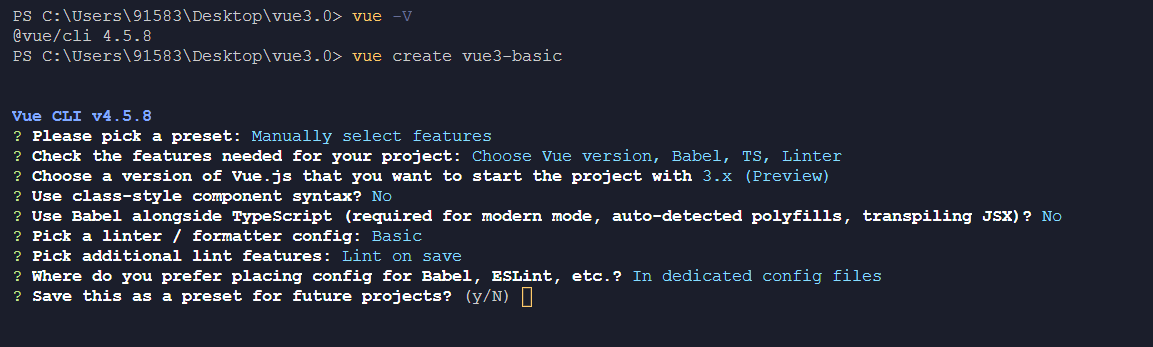 PS C:\Users\91583\Desktop\vue3.0> vue -V
@vue/cli 4.5.8
PS C:\Users\91583\Desktop\vue3.0> vue create vue3-basic
Vue CLI v4.5.8
? Please pick a preset: Manually select features
? Check the features needed for your project: Choose Vue version, Babel, TS, Linter
? Choose a version of Vue.js that you want to start the project with 3.x (Preview)
? Use class-style component syntax? No
? Use Babel alongside TypeScript (required for modern mode, auto-detected polyfills, transpiling JSX)? No
? Pick a linter / formatter config: Basic
? Pick additional lint features: Lint on save
? Where do you prefer placing config for Babel, ESLint, etc.? In dedicated config files
? Save this as a preset for future projects? (y/N)